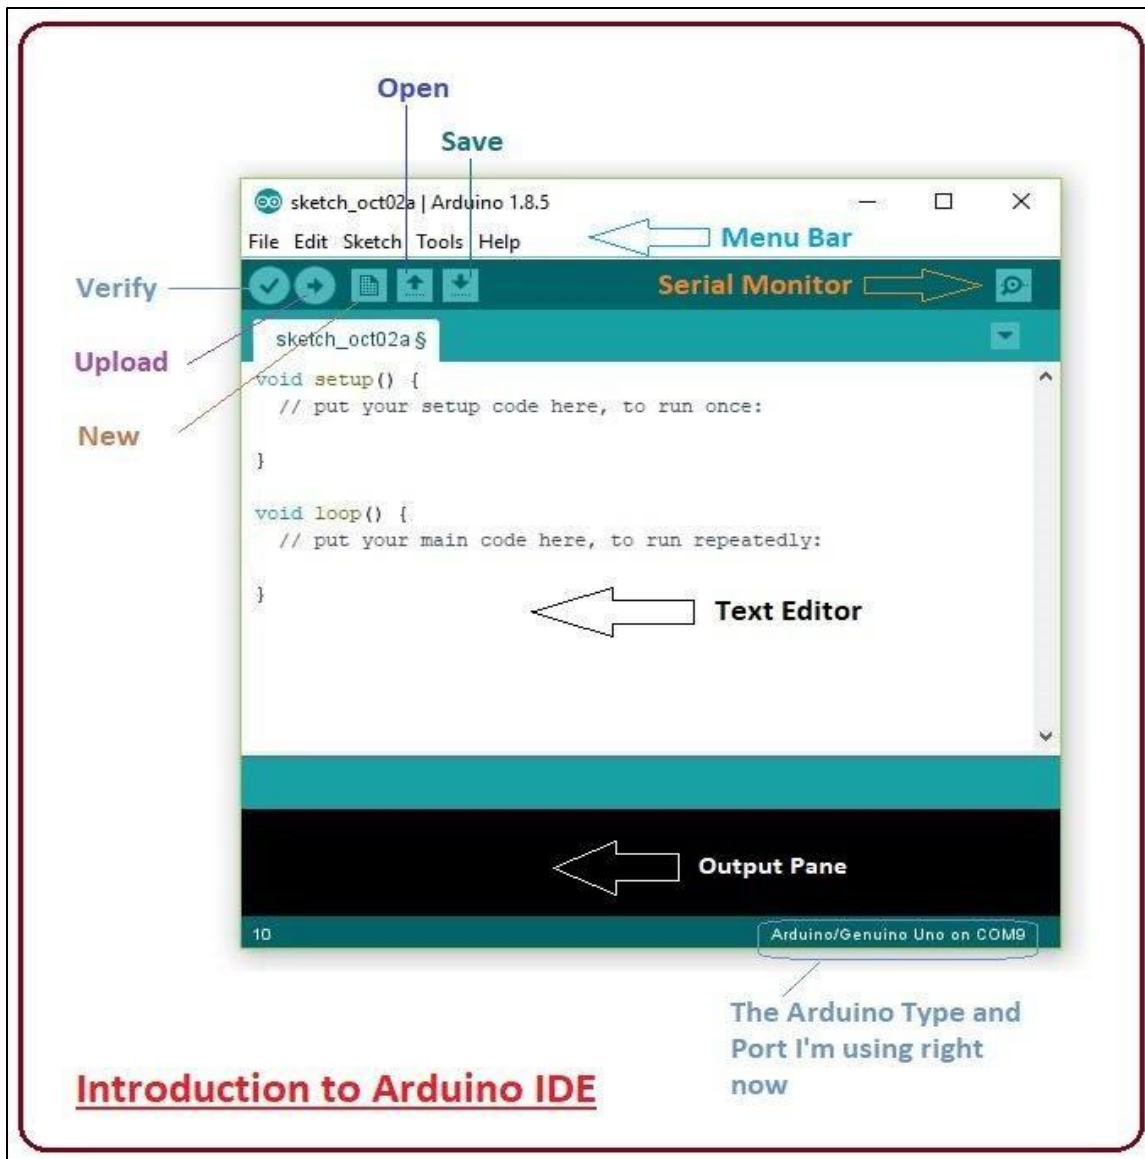 Open
Save
sketch_oct02a | Arduino 1.8.5
File Edit Sketch Tools Help
Menu Bar
Verify
Serial Monitor
sketch_oct02a §
Upload
void setup() {
// put your setup code here, to run once:
New
}
void loop() {
// put your main code here, to run repeatedly:
}
Text Editor
Output Pane
10
Arduino/Genuino Uno on COM9
The Arduino Type and
Port I'm using right
now
Introduction to Arduino IDE